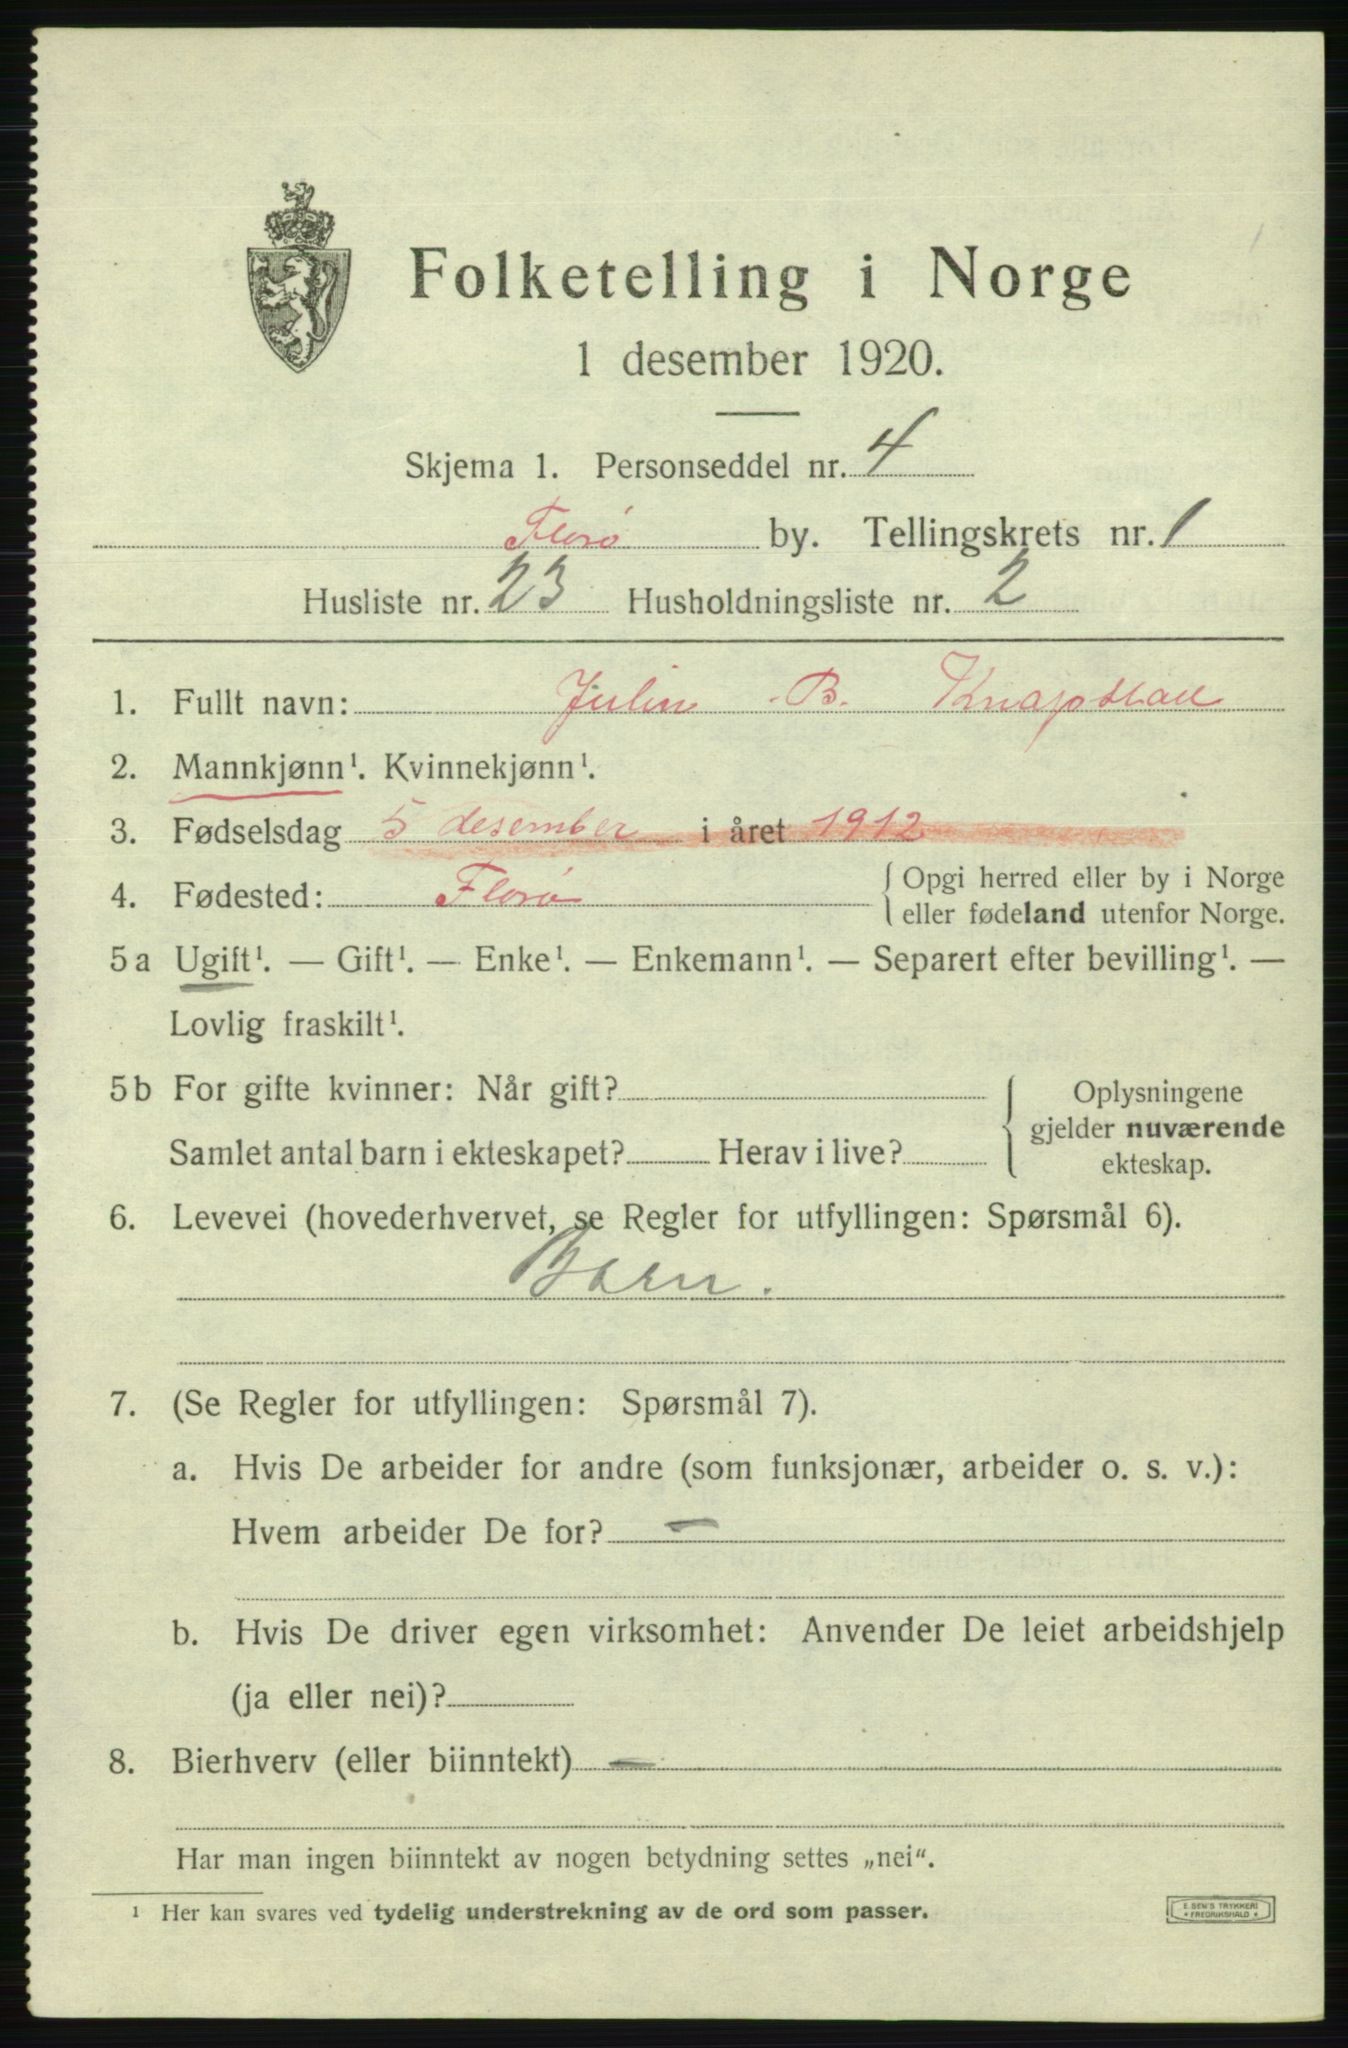 Folketelling i Norge
1 desember 1920.
Skjema 1. Personseddel nr. 4
Florø by. Tellingskrets nr. 1
Husliste nr. 23 Husholdningsliste nr. 2
1. Fullt navn: B.
2. Mannkjønn¹. Kvinnekjønn¹.
3. Fødselsdag 5 desember i året 1912
4. Fødested: Florø { Opgi herred eller by i Norge
eller fødeland utenfor Norge.
5a Ugift¹. — Gift¹. — Enke¹. — Enkemann¹. — Separert efter bevilling¹. —
Lovlig fraskilt¹.
5b For gifte kvinner: Når gift?
Samlet antal barn i ekteskapet? Herav i live?
Oplysningene
gjelder nuværende
ekteskap.
6. Levevei (hovederhvervet, se Regler for utfyllingen: Spørsmål 6).
Barn.
7. (Se Regler for utfyllingen: Spørsmål 7).
a. Hvis De arbeider for andre (som funksjonær, arbeider o. s. v.):
Hvem arbeider De for? —
b. Hvis De driver egen virksomhet: Anvender De leiet arbeidshjelp
(ja eller nei)?
8. Bierhverv (eller biinntekt) —
Har man ingen biinntekt av nogen betydning settes „nei“.
¹ Her kan svares ved tydelig understrekning av de ord som passer.
TRYKKERI
FREDRIKSHALD